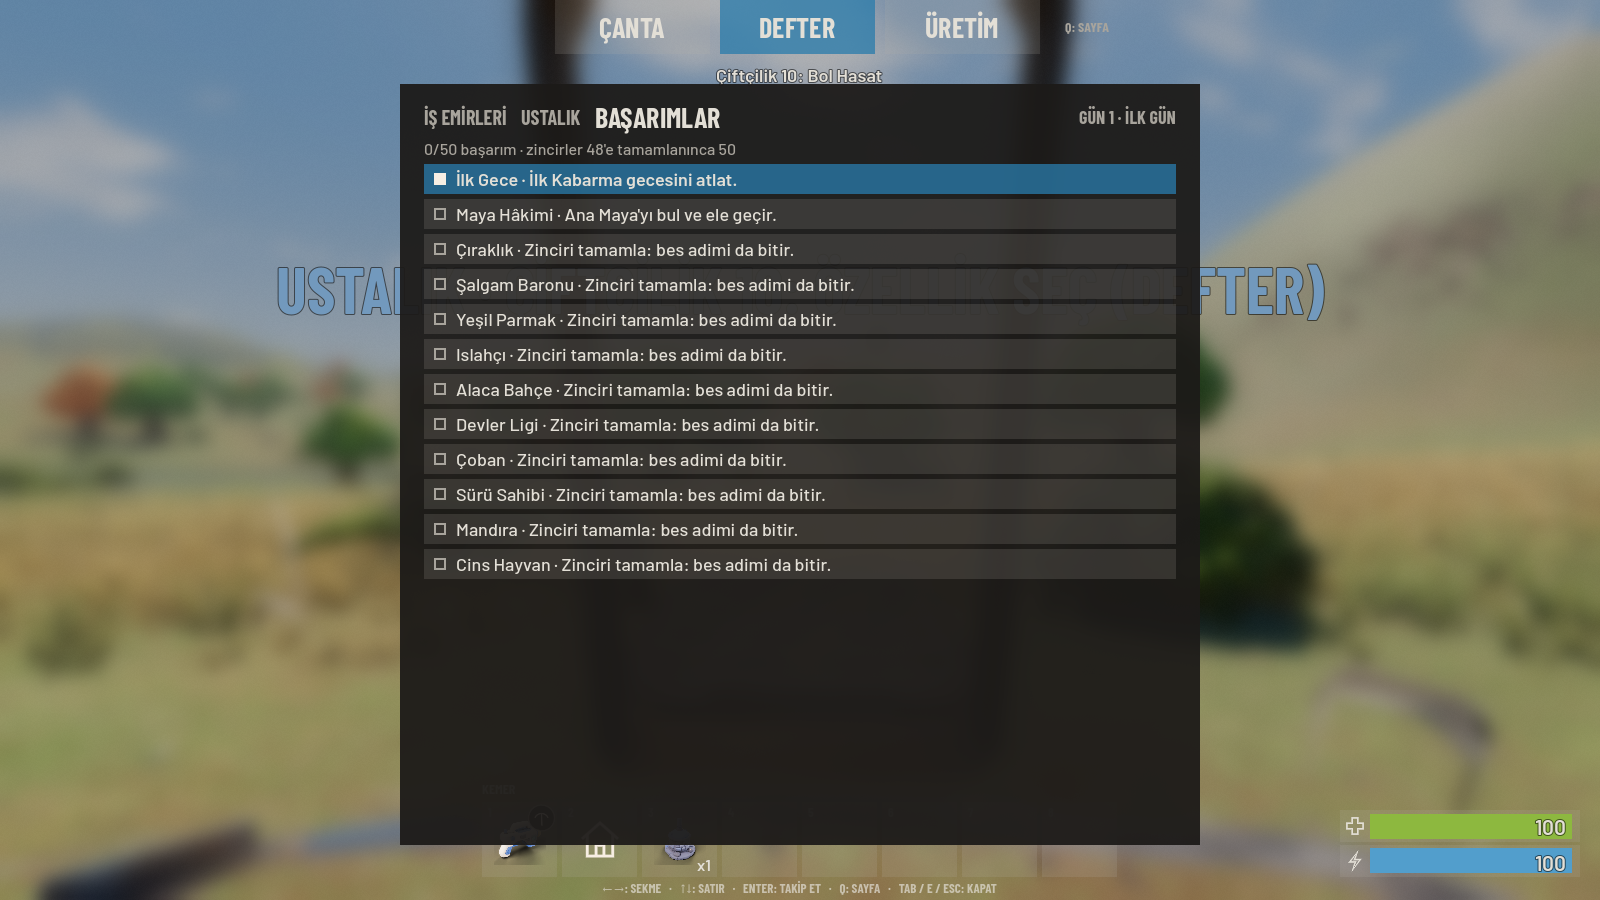 ÇANTA DEFTER ÜRETİM Q: SAYFA
Çiftçilik 10: Bol Hasat
İŞ EMİRLERİ USTALIK BAŞARIMLAR GÜN 1 · İLK GÜN
0/50 başarım · zincirler 48'e tamamlanınca 50
İlk Gece · İlk Kabarma gecesini atlat.
Maya Hâkimi · Ana Maya'yı bul ve ele geçir.
Çıraklık · Zinciri tamamla: bes adimi da bitir.
USTAL FTER)
Şalgam Baronu · Zinciri tamamla: bes adimi da bitir.
Yeşil Parmak · Zinciri tamamla: bes adimi da bitir.
Islahçı · Zinciri tamamla: bes adimi da bitir.
Alaca Bahçe · Zinciri tamamla: bes adimi da bitir.
Devler Ligi · Zinciri tamamla: bes adimi da bitir.
Çoban · Zinciri tamamla: bes adimi da bitir.
Sürü Sahibi · Zinciri tamamla: bes adimi da bitir.
Mandıra · Zinciri tamamla: bes adimi da bitir.
Cins Hayvan · Zinciri tamamla: bes adimi da bitir.
x1
100
100
←→: SEKME · ↑↓: SATIR · ENTER: TAKİP ET · Q: SAYFA · TAB / E / ESC: KAPAT